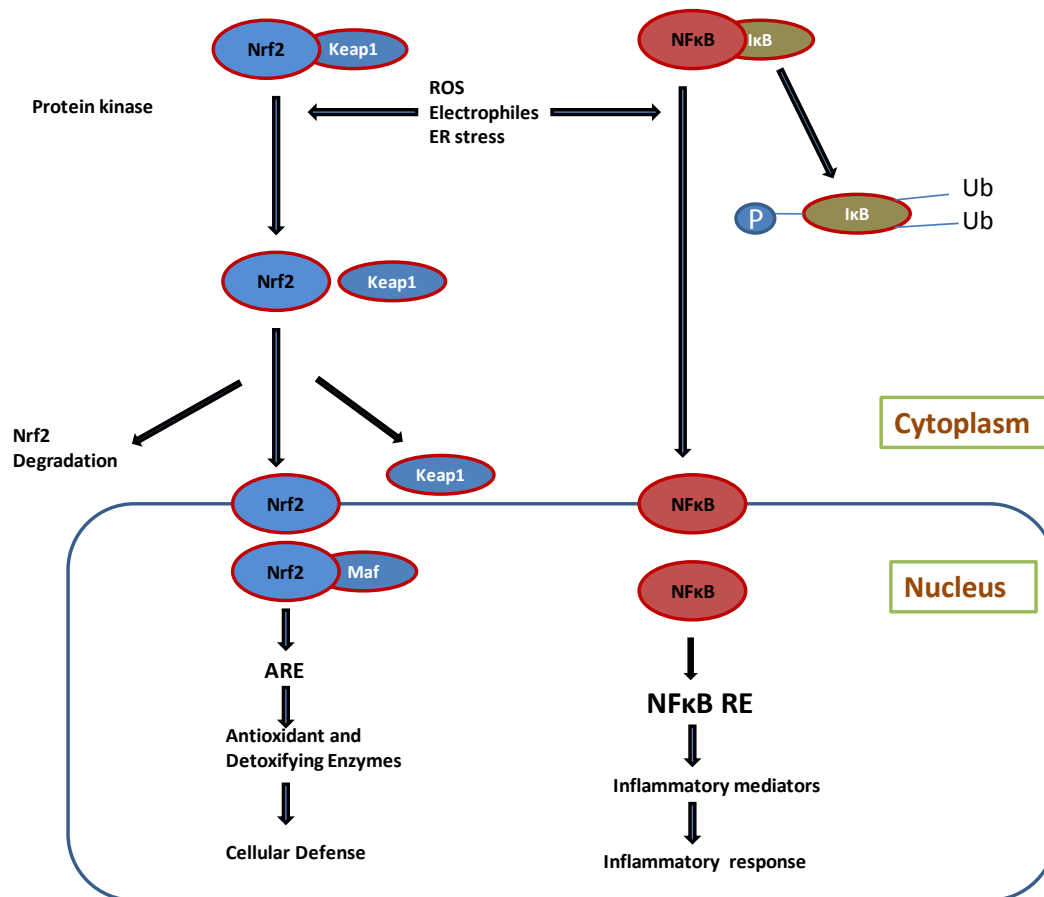 Nrf2
Keap1
NFκB
IκB
Protein kinase
ROS
Electrophiles
ER stress
P
IκB
Ub
Ub
Nrf2
Keap1
Cytoplasm
Nrf2
Degradation
Keap1
Nrf2
NFκB
Nrf2
Maf
NFκB
Nucleus
ARE
NFκB RE
Antioxidant and
Detoxifying Enzymes
Inflammatory mediators
Cellular Defense
Inflammatory response